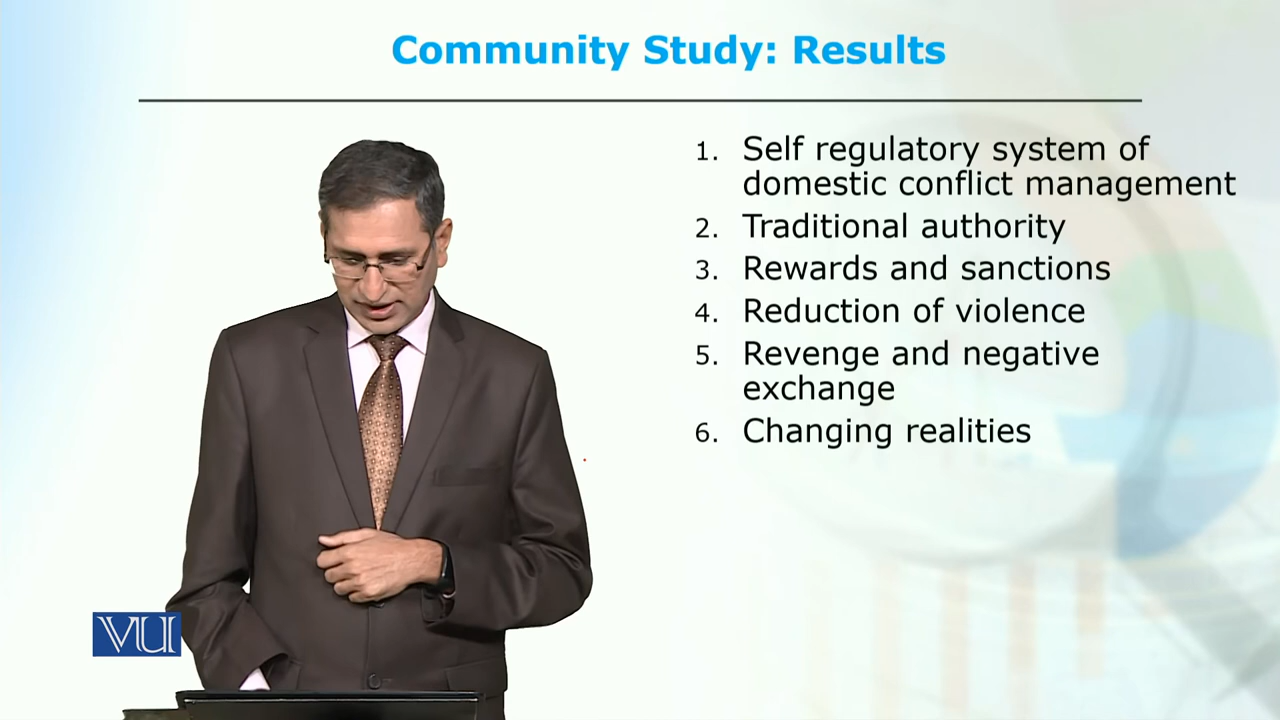 Community Study: Results
1. Self regulatory system of
domestic conflict management
2. Traditional authority
3. Rewards and sanctions
4. Reduction of violence
5. Revenge and negative
exchange
6. Changing realities
VU